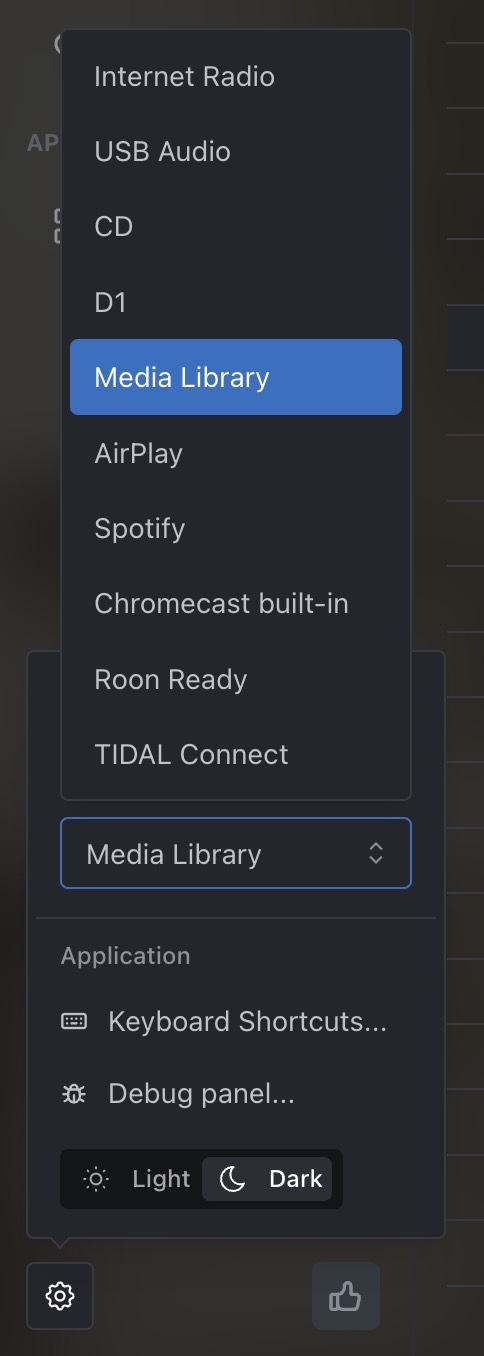 Internet Radio
USB Audio
AP
CD
D1
Media Library
AirPlay
Spotify
Chromecast built-in
Roon Ready
TIDAL Connect
Media Library
Application
Keyboard Shortcuts...
Debug panel...
Light
Dark